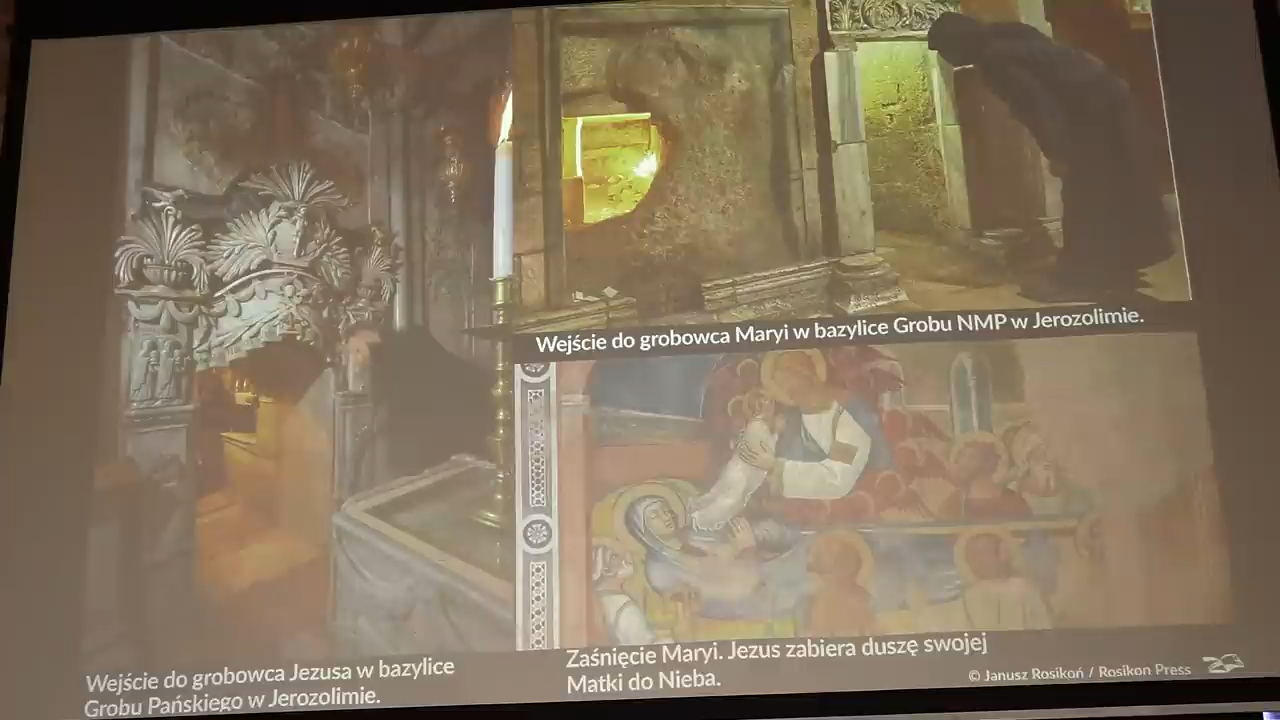 Wejście do grobowca Maryi w bazylice Grobu NMP w Jerozolimie.
Wejście do grobowca Jezusa w bazylice
Grobu Pańskiego w Jerozolimie.
Zaśnięcie Maryi. Jezus zabiera duszę swojej
Matki do Nieba.
© Janusz Rosikoń / Rosikon Press